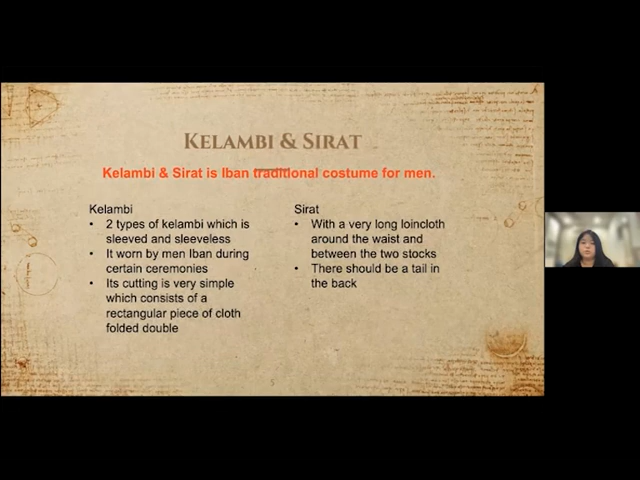 KELAMBI & SIRAT
Kelambi & Sirat is Iban traditional costume for men.
Kelambi
• 2 types of kelambi which is
sleeved and sleeveless
• It worn by men Iban during
certain ceremonies
• Its cutting is very simple
which consists of a
rectangular piece of cloth
folded double
Sirat
• With a very long loincloth
around the waist and
between the two stocks
• There should be a tail in
the back